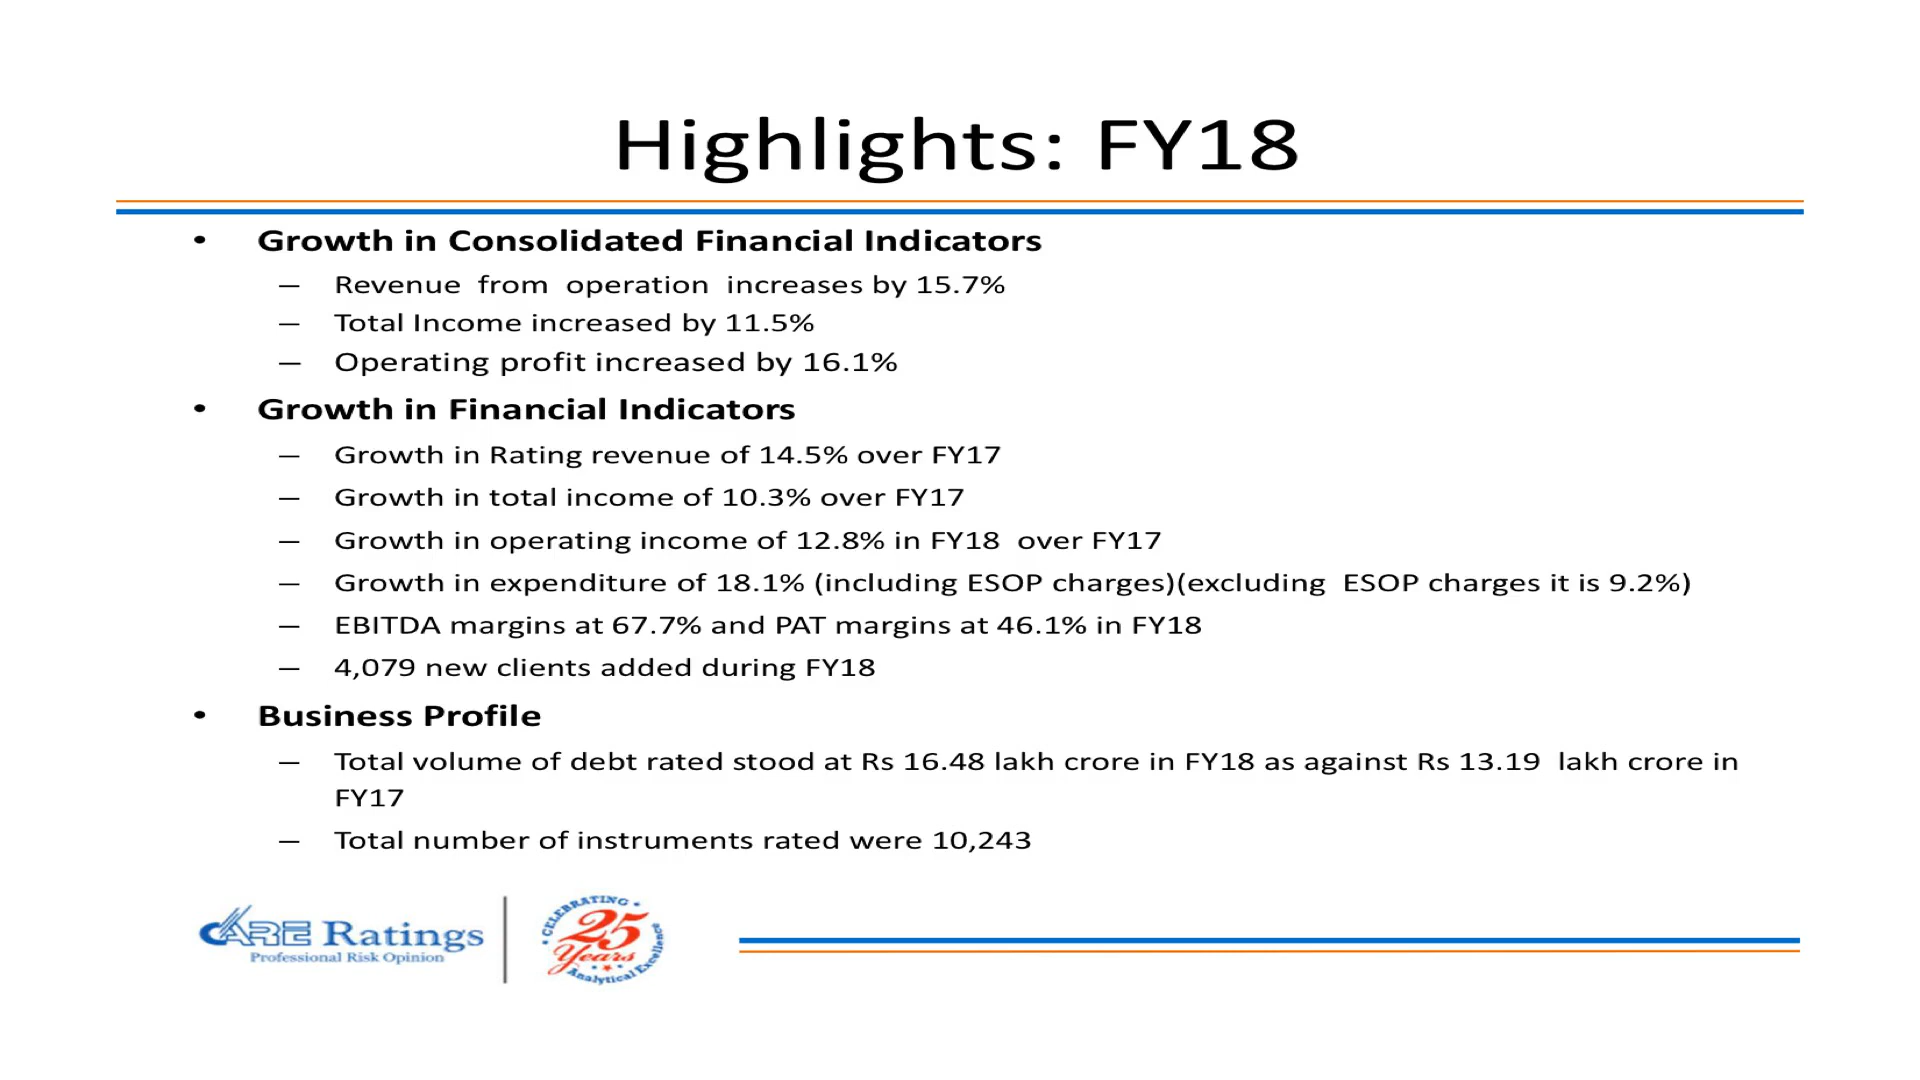 Highlights: FY18
• Growth in Consolidated Financial Indicators
– Revenue from operation increases by 15.7%
– Total Income increased by 11.5%
– Operating profit increased by 16.1%
• Growth in Financial Indicators
– Growth in Rating revenue of 14.5% over FY17
– Growth in total income of 10.3% over FY17
– Growth in operating income of 12.8% in FY18 over FY17
– Growth in expenditure of 18.1% (including ESOP charges)(excluding ESOP charges it is 9.2%)
– EBITDA margins at 67.7% and PAT margins at 46.1% in FY18
– 4,079 new clients added during FY18
• Business Profile
– Total volume of debt rated stood at Rs 16.48 lakh crore in FY18 as against Rs 13.19 lakh crore in
FY17
– Total number of instruments rated were 10,243
CARE Ratings
Professional Risk Opinion
CELEBRATING
25
Years
Analytical Excellence